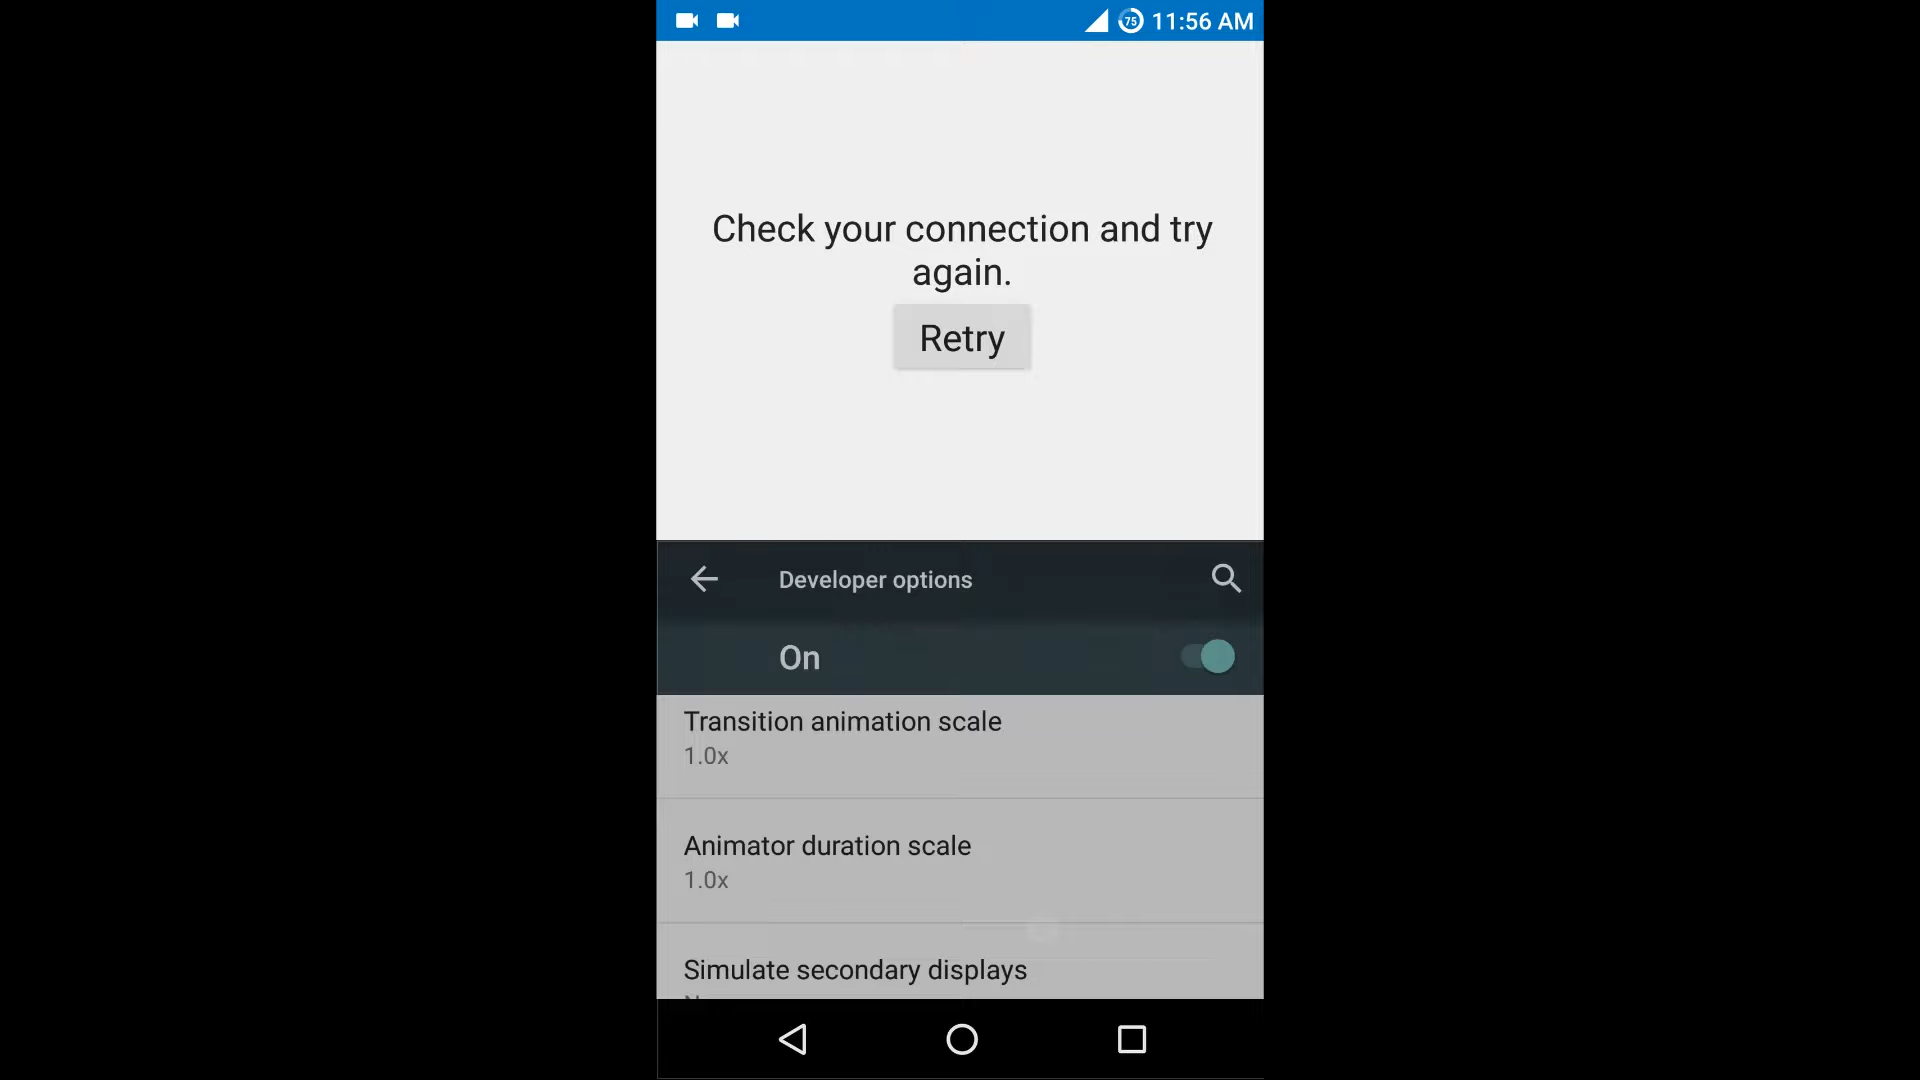 75 11:56 AM
Check your connection and try
again.
Retry
Developer options
On
Transition animation scale
1.0x
Animator duration scale
1.0x
Simulate secondary displays